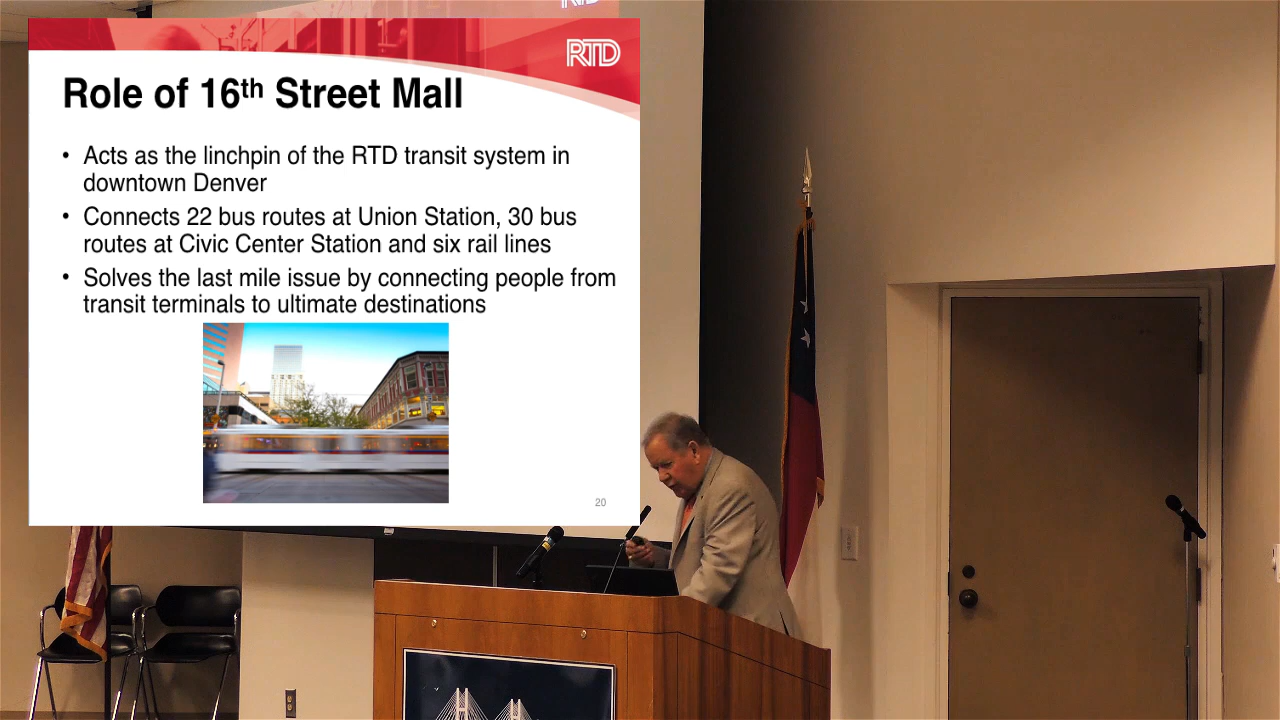 RTD
Role of 16th Street Mall
• Acts as the linchpin of the RTD transit system in
downtown Denver
• Connects 22 bus routes at Union Station, 30 bus
routes at Civic Center Station and six rail lines
• Solves the last mile issue by connecting people from
transit terminals to ultimate destinations
20